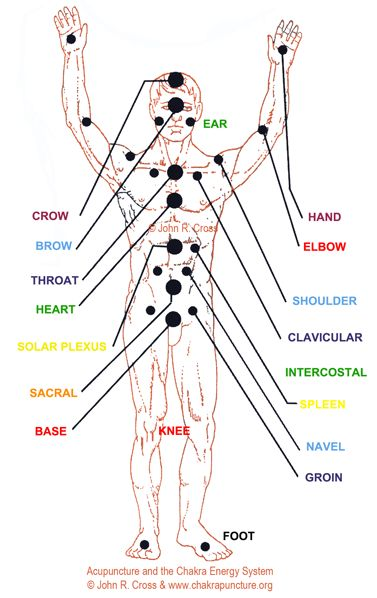 EAR
CROW
HAND
© John R. Cross
BROW
ELBOW
THROAT
SHOULDER
HEART
CLAVICULAR
SOLAR PLEXUS
INTERCOSTAL
SACRAL
SPLEEN
BASE
KNEE
NAVEL
GROIN
FOOT
Acupuncture and the Chakra Energy System
© John R. Cross & www.chakrapuncture.org